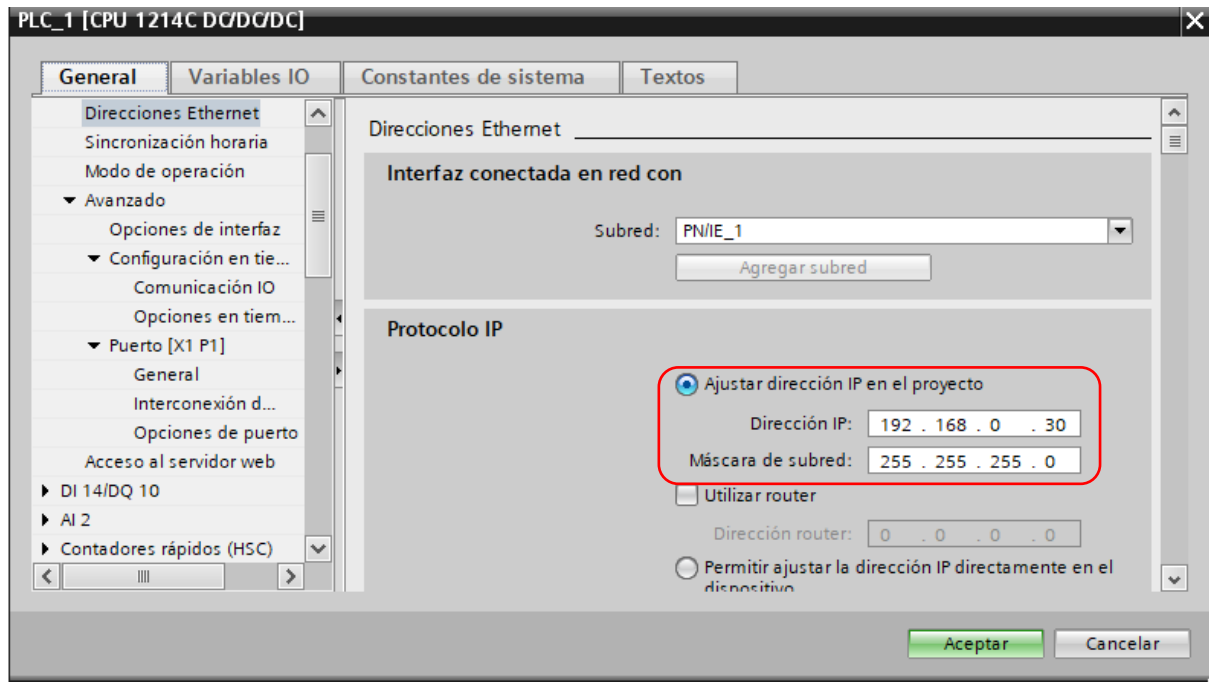 PLC_1 [CPU 1214C DC/DC/DC]
General Variables IO Constantes de sistema Textos
Direcciones Ethernet
Sincronización horaria
Modo de operación
Avanzado
Opciones de interfaz
Configuración en tie...
Comunicación IO
Opciones en tiem...
Puerto [X1 P1]
General
Interconexión d...
Opciones de puerto
Acceso al servidor web
DI 14/DQ 10
AI 2
Contadores rápidos (HSC)
Direcciones Ethernet
Interfaz conectada en red con
Subred: PN/IE_1
Agregar subred
Protocolo IP
Ajustar dirección IP en el proyecto
Dirección IP: 192 . 168 . 0 . 30
Máscara de subred: 255 . 255 . 255 . 0
Utilizar router
Dirección router: 0 . 0 . 0 . 0
Permitir ajustar la dirección IP directamente en el
dispositivo
Aceptar Cancelar